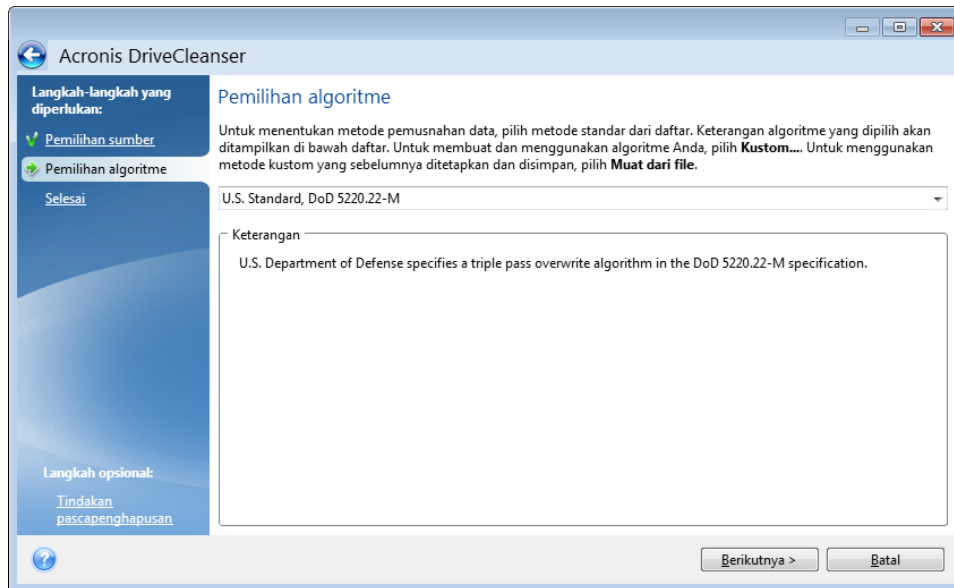 Acronis DriveCleanser
Langkah-langkah yang
diperlukan:
Pemilihan sumber
Pemilihan algoritme
Selesai
Langkah opsional:
Tindakan
pascapenghapusan
Pemilihan algoritme
Untuk menentukan metode pemusnahan data, pilih metode standar dari daftar. Keterangan algoritme yang dipilih akan
ditampilkan di bawah daftar. Untuk membuat dan menggunakan algoritme Anda, pilih Kustom.... Untuk menggunakan
metode kustom yang sebelumnya ditetapkan dan disimpan, pilih Muat dari file.
U.S. Standard, DoD 5220.22-M
Keterangan
U.S. Department of Defense specifies a triple pass overwrite algorithm in the DoD 5220.22-M specification.
Berikutnya >
Batal